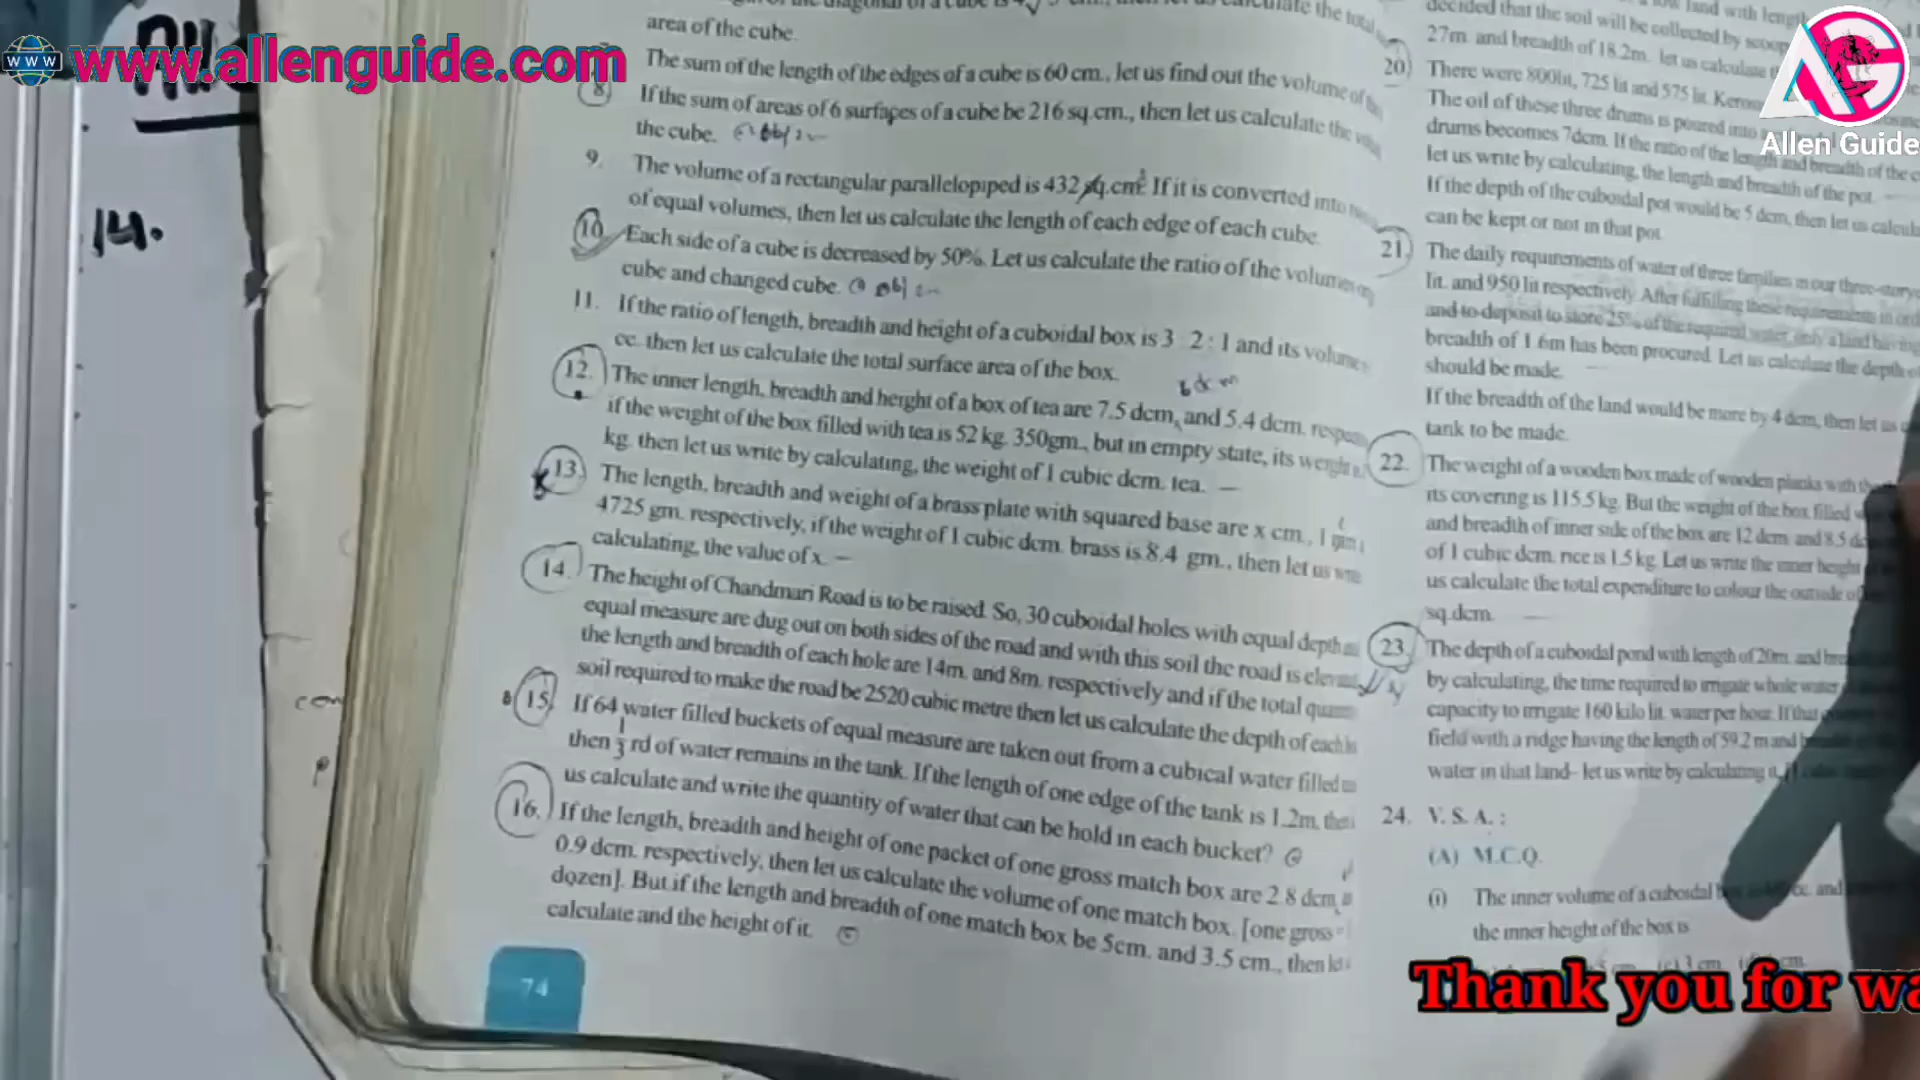 www.allenguide.com
14.
area of the cube.
The sum of the length of the edges of a cube is 60 cm., let us find out the volume of
8 If the sum of areas of 6 surfaces of a cube be 216 sq.cm., then let us calculate the
the cube.
9. The volume of a rectangular parallelopiped is 432 sq.cm. If it is converted into
of equal volumes, then let us calculate the length of each edge of each cube.
10. Each side of a cube is decreased by 50%. Let us calculate the ratio of the volumes
cube and changed cube.
11. If the ratio of length, breadth and height of a cuboidal box is 3 : 2 : 1 and its volume
cc. then let us calculate the total surface area of the box.
12. The inner length, breadth and height of a box of tea are 7.5 dcm, and 5.4 dcm.
if the weight of the box filled with tea is 52 kg. 350gm., but in empty state, its weight
kg. then let us write by calculating, the weight of 1 cubic dcm. tea.
13. The length, breadth and weight of a brass plate with squared base are x cm., 1
4725 gm. respectively, if the weight of 1 cubic dcm. brass is 8.4 gm., then let us
calculating, the value of x.
14. The height of Chandmari Road is to be raised. So, 30 cuboidal holes with equal depth
equal measure are dug out on both sides of the road and with this soil the road is
the length and breadth of each hole are 14m. and 8m. respectively and if the total
soil required to make the road be 2520 cubic metre then let us calculate the depth of
15. If 64 water filled buckets of equal measure are taken out from a cubical water filled
then 1/3 rd of water remains in the tank. If the length of one edge of the tank is 1.2m,
us calculate and write the quantity of water that can be hold in each bucket?
16. If the length, breadth and height of one packet of one gross match box are 2.8 dcm,
0.9 dcm. respectively, then let us calculate the volume of one match box. [one gross =
dozen]. But if the length and breadth of one match box be 5cm. and 3.5 cm., then
calculate and the height of it.
74
decided that the soil will be collected by
27m. and breadth of 18.2m. let us calculate
20) There were 800lit, 725 lit and 575 lit.
The oil of these three drums is poured into
drums becomes 7dcm. If the ratio of the length and breadth of the
let us write by calculating, the length and breadth of the pot.
If the depth of the cuboidal pot would be 5 dcm, then let us
can be kept or not in that pot.
21) The daily requirements of water of three families in our
lit. and 950 lit respectively. After fulfilling these requirements in
and to deposit to store 25% of the required water, only a land having
breadth of 1.6m has been procured. Let us calculate the depth
should be made.
If the breadth of the land would be more by 4 dcm, then let us
tank to be made.
22. The weight of a wooden box made of wooden planks with
its covering is 115.5 kg. But the weight of the box filled
and breadth of inner side of the box are 12 dcm and 8.5
of 1 cubic dcm. rice is 1.5 kg. Let us write the inner height
us calculate the total expenditure to colour the outside
sq.dcm.
23. The depth of a cuboidal pond with length of 20m. and
by calculating, the time required to irrigate whole water
capacity to irrigate 160 kilo lit. water per hour. If that
field with a ridge having the length of 59.2 m and
water in that land- let us write by calculating it.
24. V. S. A. :
(A) M.C.Q.
(i) The inner volume of a cuboidal
the inner height of the box is
Allen Guide
Thank you for